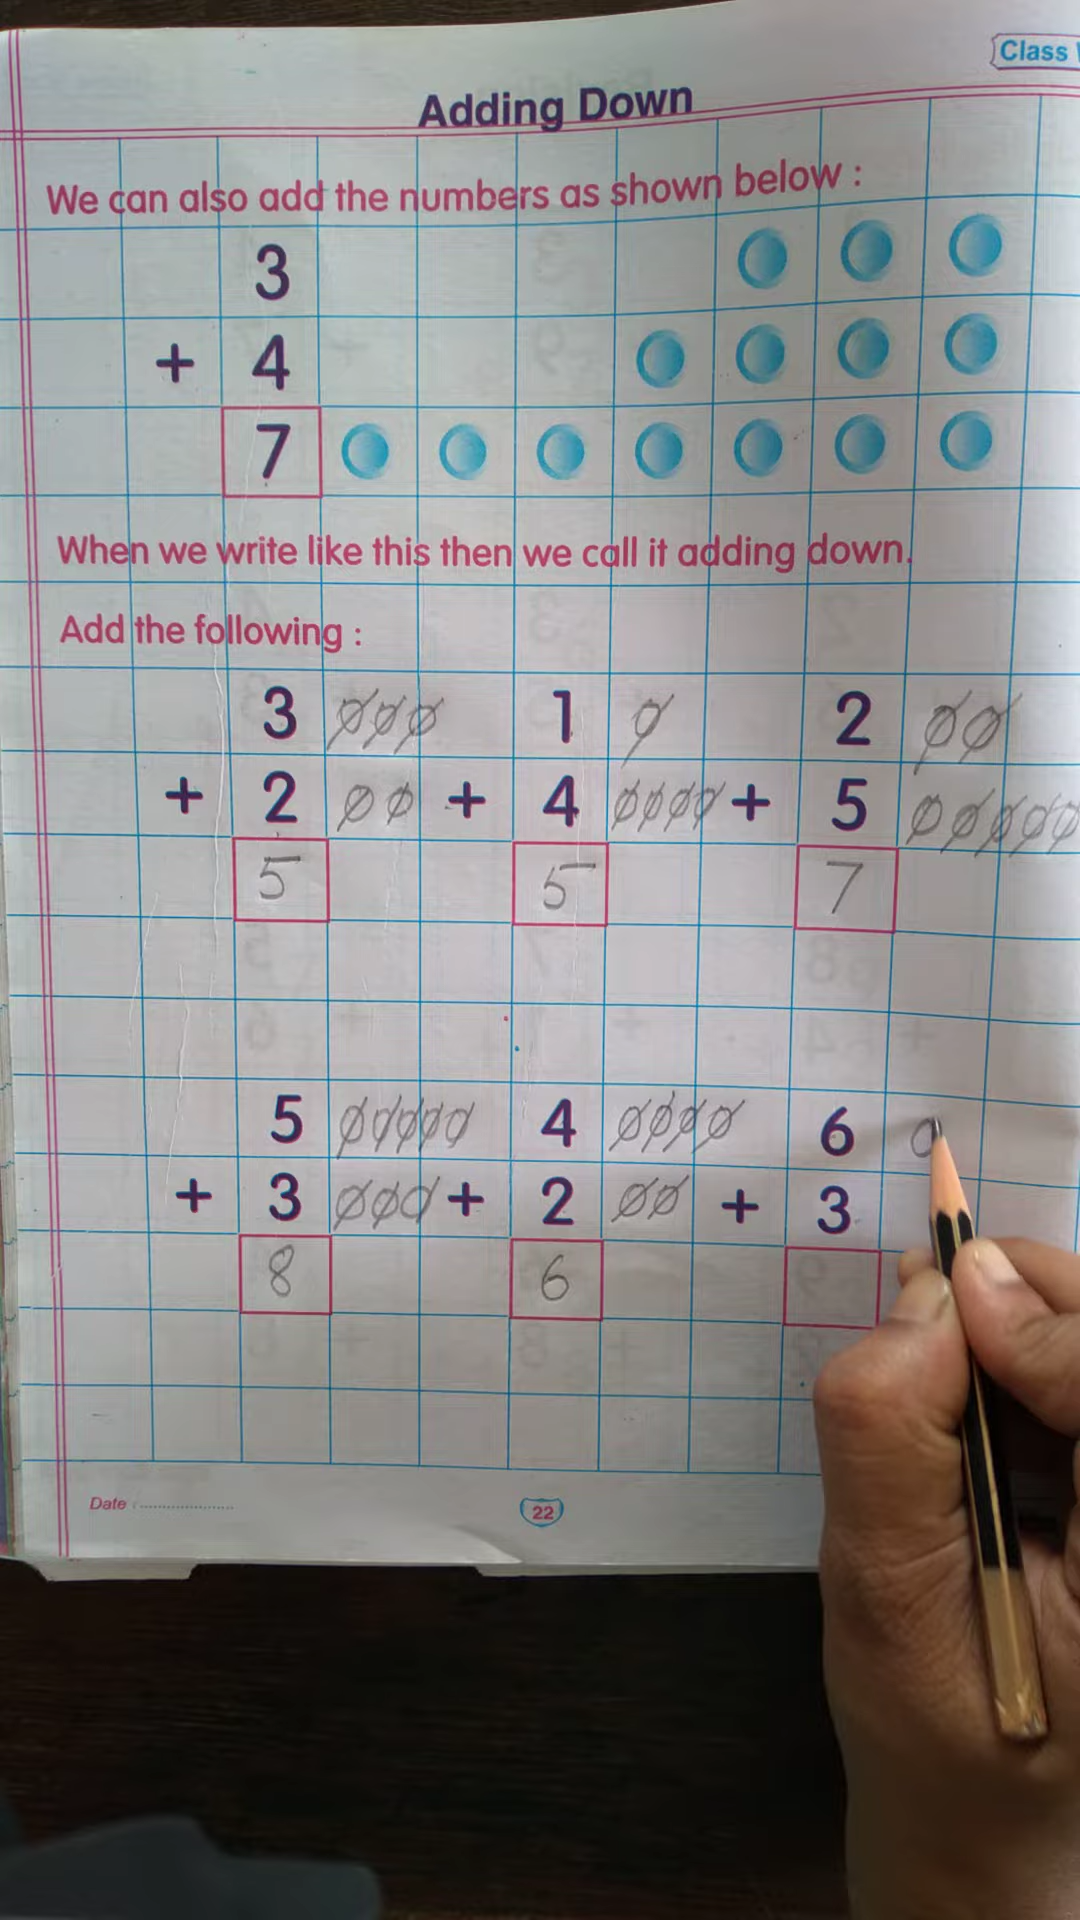 Class
Adding Down
We can also add the numbers as shown below :
3
+ 4
7
When we write like this then we call it adding down.
Add the following :
3 1 2
+ 2 + 4 + 5
5 5 7
5 4 6
+ 3 + 2 + 3
8 6
Date :....................
22